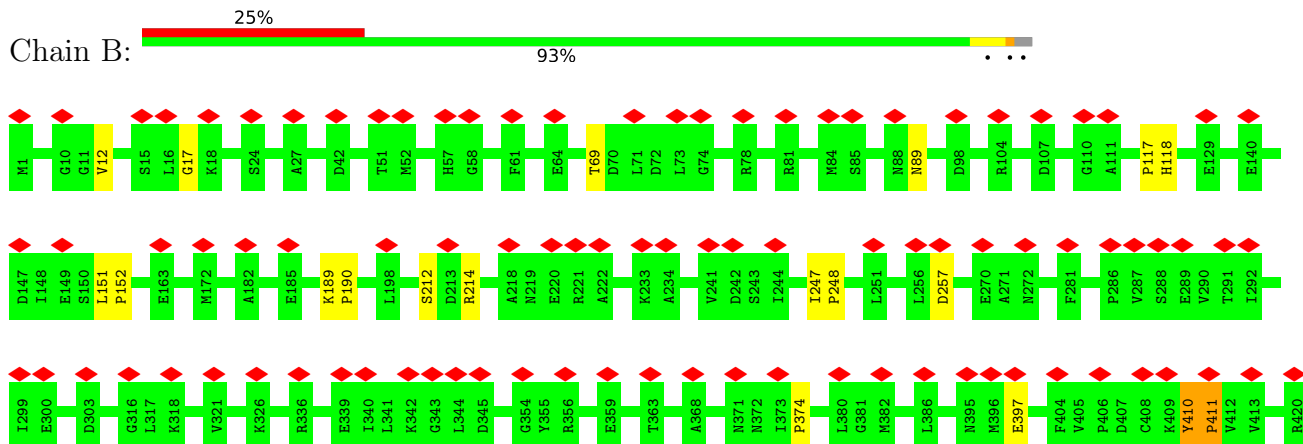 25%
Chain B:
93%
M1 G10 G11 V12 S15 L16 G17 K18 S24 A27 D42 T51 M52 H57 G58 F61 E64 T69 D70 L71 D72 L73 G74 R78 R81 M84 S85 N88 N89 D98 R104 D107 G110 A111 P117 H118 E129 E140
D147 I148 E149 S150 L151 P152 E163 M172 A182 E185 K189 P190 L198 S212 D213 R214 A218 N219 E220 R221 A222 K233 A234 V241 D242 S243 I244 I247 P248 L251 L256 D257 E270 A271 N272 F281 P286 V287 S288 E289 V290 T291 I292
I299 E300 D303 G316 L317 K318 V321 K326 R336 E339 I340 L341 K342 G343 L344 D345 G354 Y355 R356 E359 T363 A368 N371 N372 I373 P374 L380 G381 M382 L386 N395 N396 E397 F404 V405 P406 D407 C408 K409 Y410 P411 V412 V413 R420